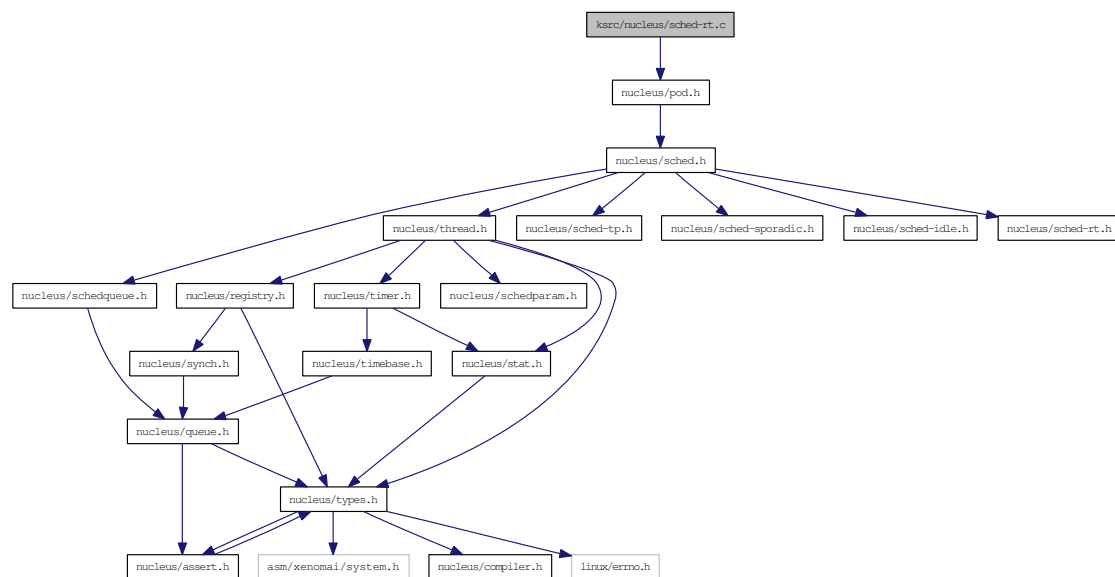 ksrc/nucleus/sched-rt.c
nucleus/pod.h
nucleus/sched.h
nucleus/thread.h
nucleus/sched-tp.h
nucleus/sched-sporadic.h
nucleus/sched-idle.h
nucleus/sched-rt.h
nucleus/schedqueue.h
nucleus/registry.h
nucleus/timer.h
nucleus/schedparam.h
nucleus/synch.h
nucleus/timebase.h
nucleus/stat.h
nucleus/queue.h
nucleus/types.h
nucleus/assert.h
asm/xenomai/system.h
nucleus/compiler.h
linux/errno.h